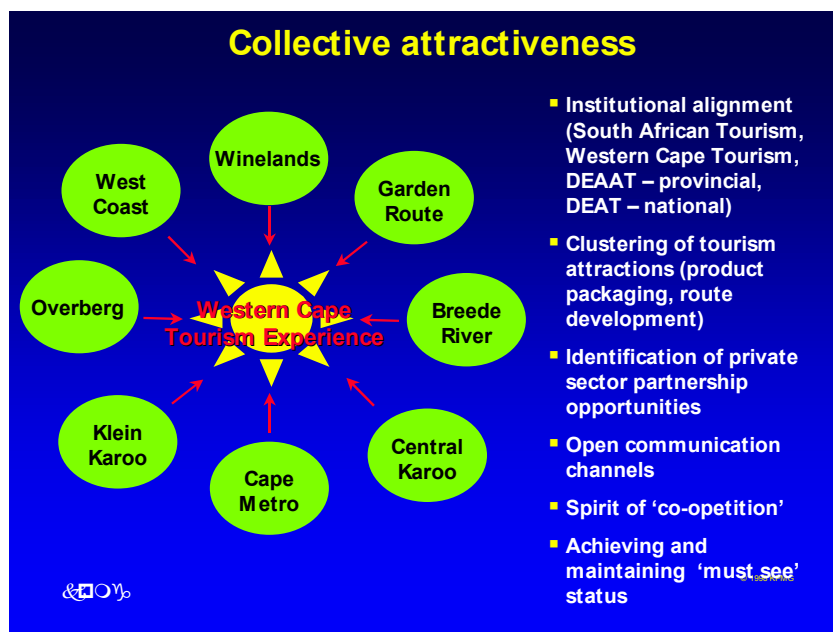 Collective attractiveness
Winelands
West
Coast
Garden
Route
Overberg
Western Cape
Tourism Experience
Breede
River
Klein
Karoo
Cape
Metro
Central
Karoo
▪ Institutional alignment
(South African Tourism,
Western Cape Tourism,
DEAAT – provincial,
DEAT – national)
▪ Clustering of tourism
attractions (product
packaging, route
development)
▪ Identification of private
sector partnership
opportunities
▪ Open communication
channels
▪ Spirit of ‘co-opetition’
▪ Achieving and
maintaining ‘must see’
status